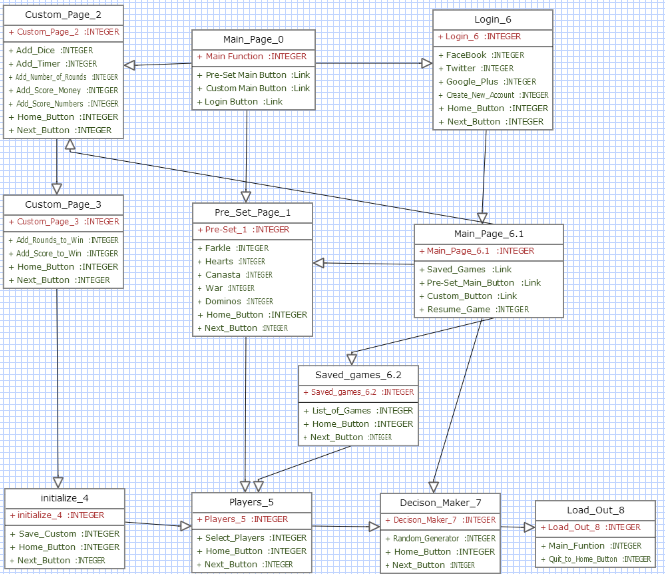 Custom_Page_2
+ Custom_Page_2 :INTEGER
+ Add_Dice :INTEGER
+ Add_Timer :INTEGER
+ Add_Number_of_Rounds :INTEGER
+ Add_Score_Money :INTEGER
+ Add_Score_Numbers :INTEGER
+ Home_Button :INTEGER
+ Next_Button :INTEGER
Main_Page_0
+ Main Function :INTEGER
+ Pre-Set Main Button :Link
+ Custom Main Button :Link
+ Login Button :Link
Login_6
+ Login_6 :INTEGER
+ FaceBook :INTEGER
+ Twitter :INTEGER
+ Google_Plus :INTEGER
+ Create_New_Account :INTEGER
+ Home_Button :INTEGER
+ Next_Button :INTEGER
Custom_Page_3
+ Custom_Page_3 :INTEGER
+ Add_Rounds_to_Win :INTEGER
+ Add_Score_to_Win :INTEGER
+ Home_Button :INTEGER
+ Next_Button :INTEGER
Pre_Set_Page_1
+ Pre-Set_1 :INTEGER
+ Farkle :INTEGER
+ Hearts :INTEGER
+ Canasta :INTEGER
+ War :INTEGER
+ Dominos :INTEGER
+ Home_Button :INTEGER
+ Next_Button :INTEGER
Main_Page_6.1
+ Main_Page_6.1 :INTEGER
+ Saved_Games :Link
+ Pre-Set_Main_Button :Link
+ Custom_Button :Link
+ Resume_Game :INTEGER
Saved_games_6.2
+ Saved_games_6.2 :INTEGER
+ List_of_Games :INTEGER
+ Home_Button :INTEGER
+ Next_Button :INTEGER
initialize_4
+ initialize_4 :INTEGER
+ Save_Custom :INTEGER
+ Home_Button :INTEGER
+ Next_Button :INTEGER
Players_5
+ Players_5 :INTEGER
+ Select_Players :INTEGER
+ Home_Button :INTEGER
+ Next_Button :INTEGER
Decison_Maker_7
+ Decison_Maker_7 :INTEGER
+ Random_Generator :INTEGER
+ Home_Button :INTEGER
+ Next_Button :INTEGER
Load_Out_8
+ Load_Out_8 :INTEGER
+ Main_Funtion :INTEGER
+ Quit_to_Home_Button :INTEGER